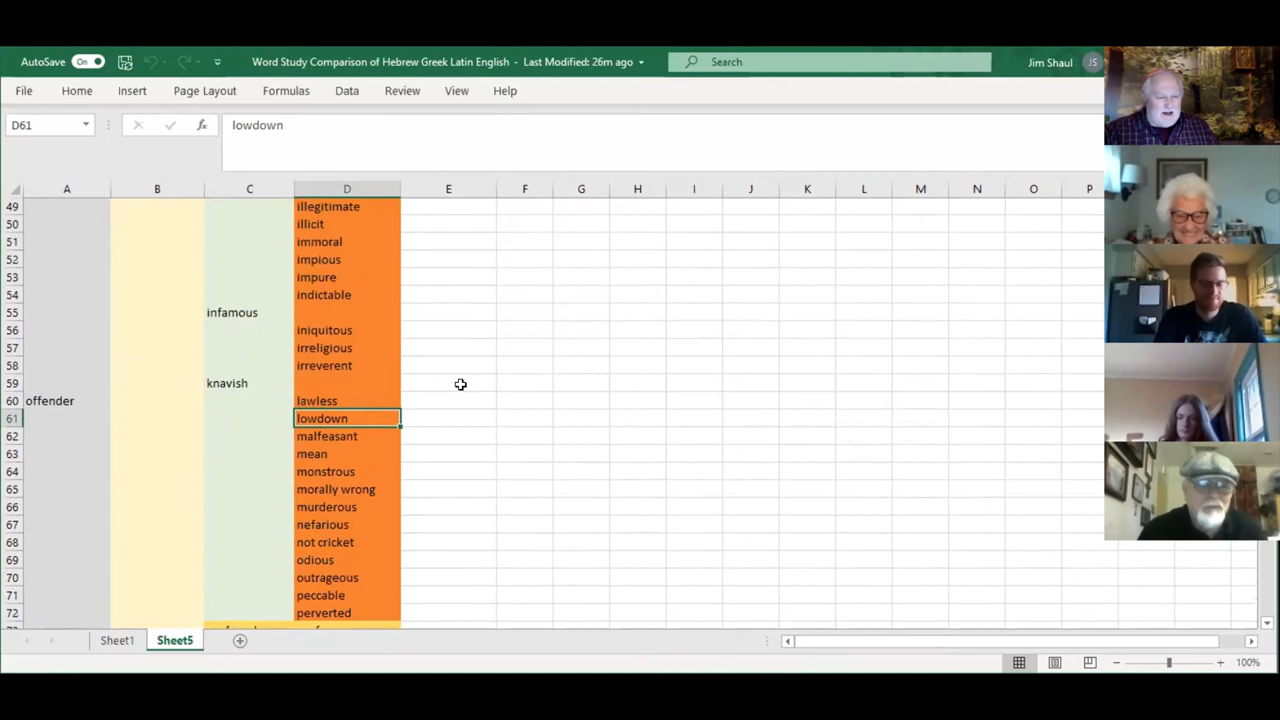 AutoSave On Word Study Comparison of Hebrew Greek Latin English - Last Modified: 26m ago Search Jim Shaul JS
File Home Insert Page Layout Formulas Data Review View Help
D61 fx lowdown
A B C D E F G H I J K L M N O P
49 illegitimate
50 illicit
51 immoral
52 impious
53 impure
54 indictable
55 infamous
56 iniquitous
57 irreligious
58 irreverent
59 knavish
60 offender lawless
61 lowdown
62 malfeasant
63 mean
64 monstrous
65 morally wrong
66 murderous
67 nefarious
68 not cricket
69 odious
70 outrageous
71 peccable
72 perverted
Sheet1 Sheet5
100%